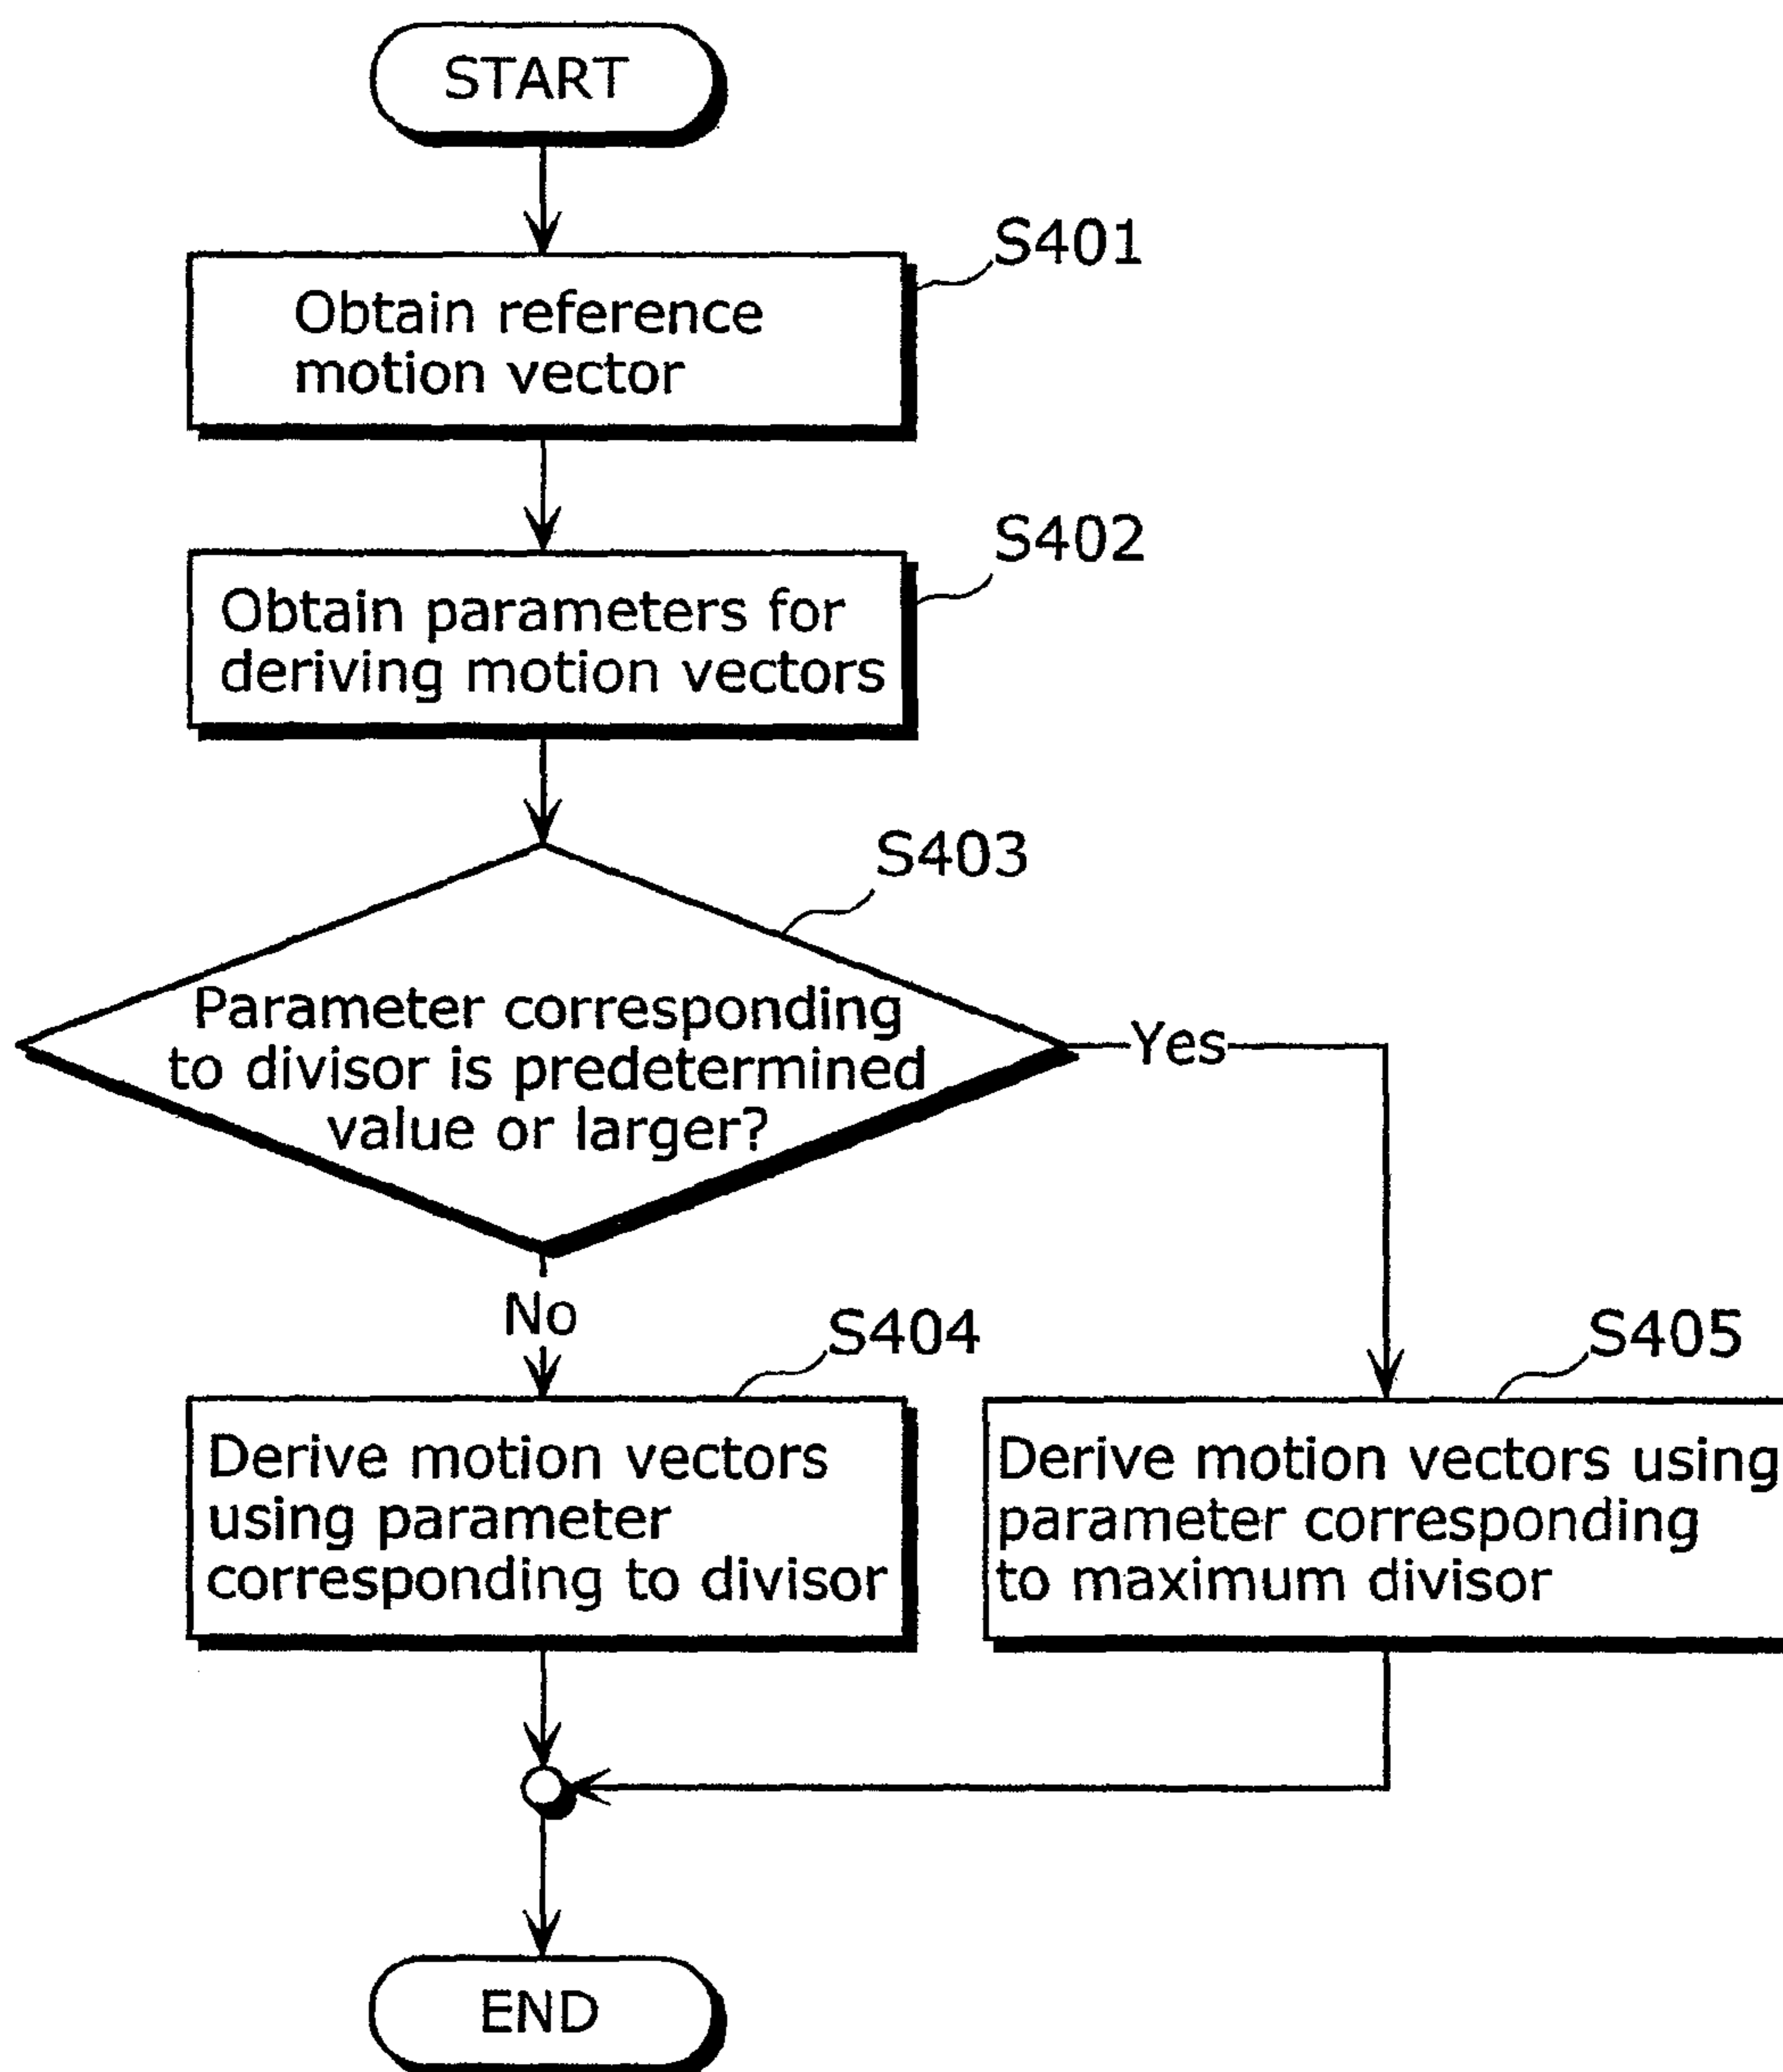 START
S401
Obtain reference
motion vector
S402
Obtain parameters for
deriving motion vectors
S403
Parameter corresponding
to divisor is predetermined
value or larger?
Yes
No
S404
Derive motion vectors
using parameter
corresponding to divisor
S405
Derive motion vectors using
parameter corresponding
to maximum divisor
END